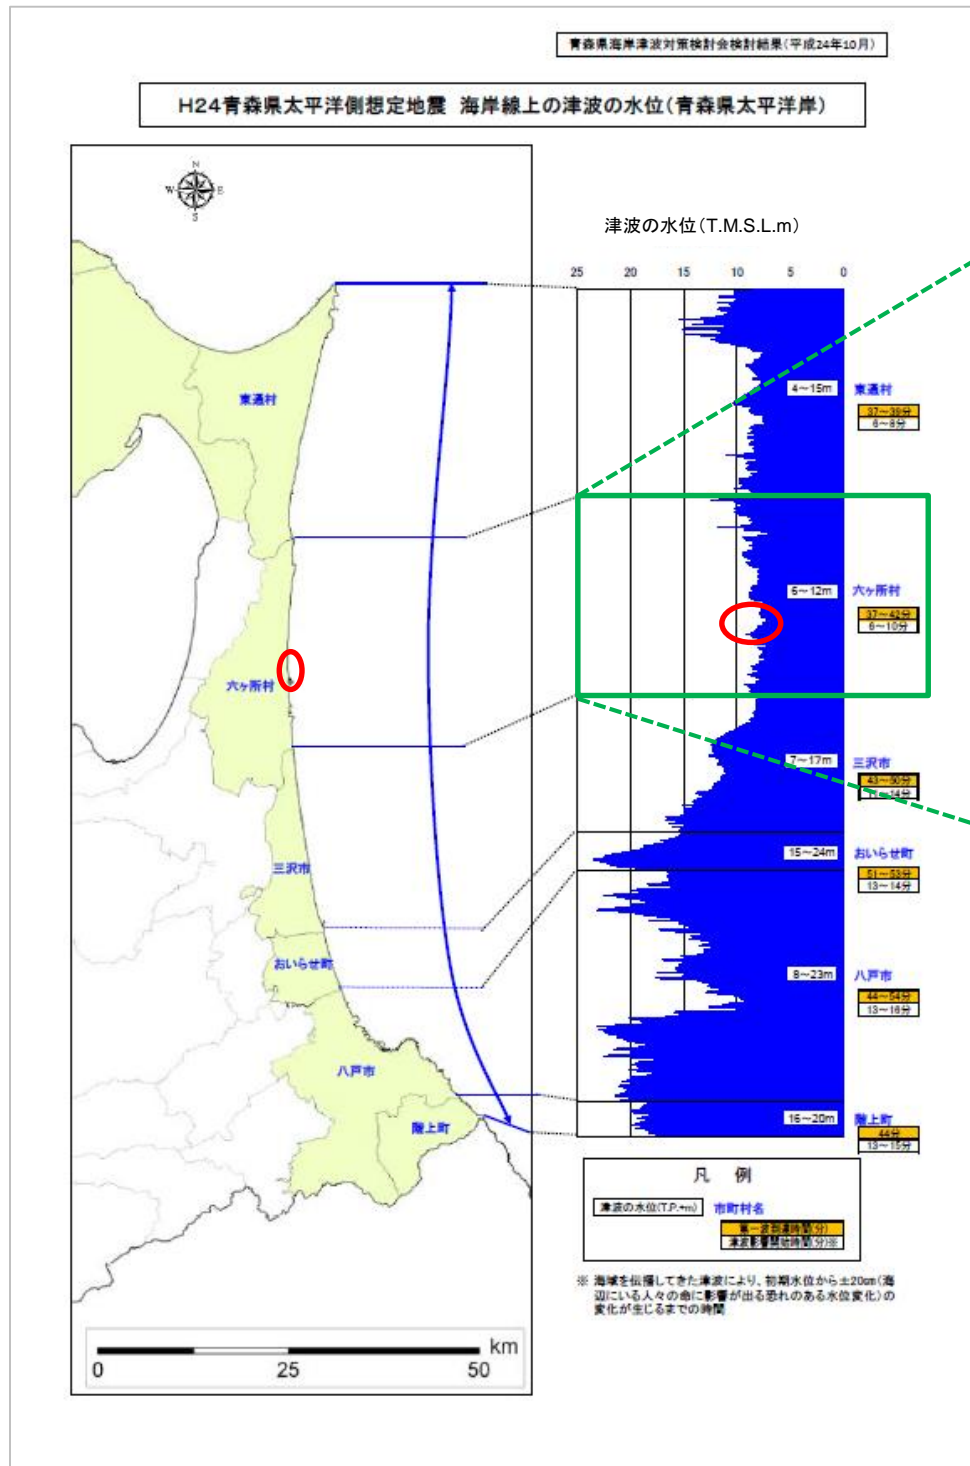 青森県海岸津波対策検討会検討結果(平成24年10月)
H24青森県太平洋側想定地震 海岸線上の津波の水位(青森県太平洋岸)
N
W E
S
津波の水位(T.M.S.L.m)
25 20 15 10 5 0
東通村
4～15m 東通村
37～39分
6～8分
6～12m 六ヶ所村
37～42分
6～10分
六ヶ所村
7～17m 三沢市
43～50分
11～14分
三沢市
15～24m おいらせ町
51～53分
13～14分
おいらせ町
8～23m 八戸市
44～54分
13～16分
八戸市
階上町
16～20m 階上町
44分
13～15分
凡 例
津波の水位(T.P.+m) 市町村名
第一波到達時間(分)
津波影響開始時間(分)※
※ 海域を伝播してきた津波により、初期水位から±20cm(海
辺にいる人々の命に影響が出る恐れのある水位変化)の
変化が生じるまでの時間
km
0 25 50